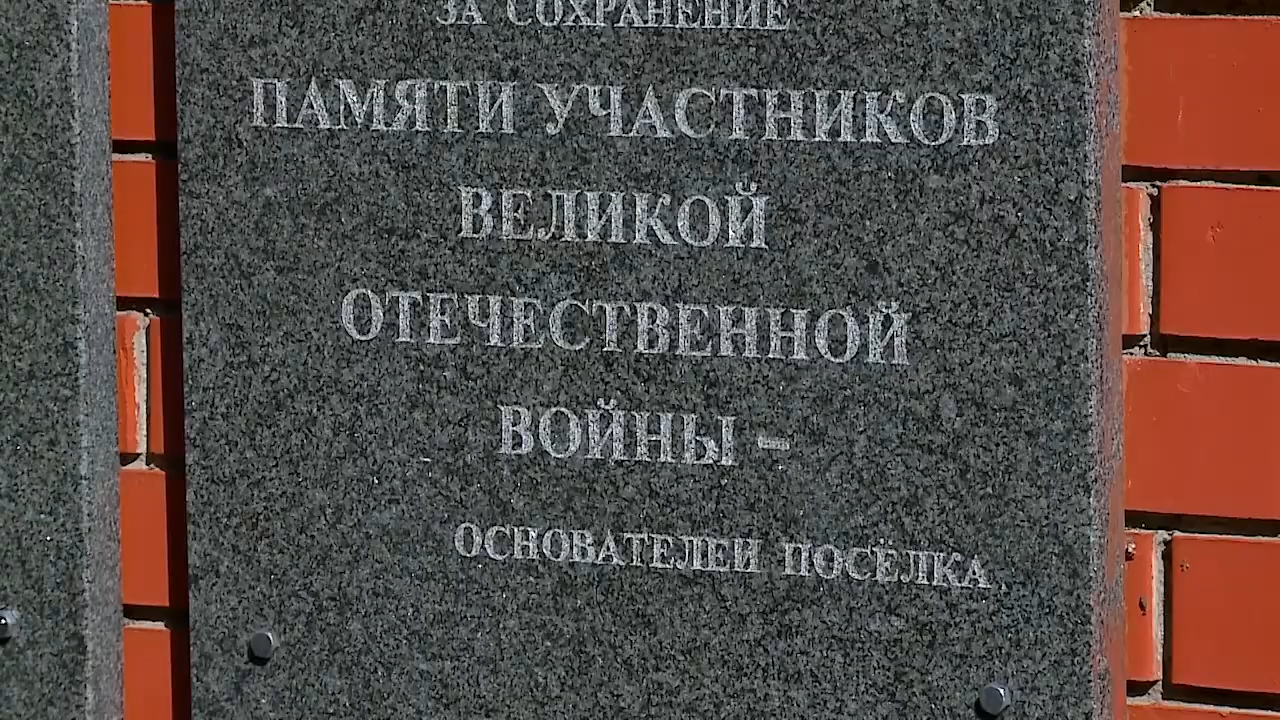 ЗА СОХРАНЕНИЕ
ПАМЯТИ УЧАСТНИКОВ
ВЕЛИКОЙ
ОТЕЧЕСТВЕННОЙ
ВОЙНЫ –
ОСНОВАТЕЛЕЙ ПОСЁЛКА